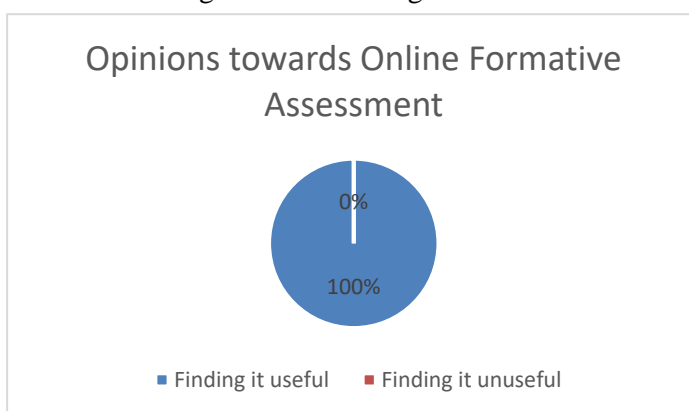 Opinions towards Online Formative
Assessment
0%
100%
Finding it useful
Finding it unuseful